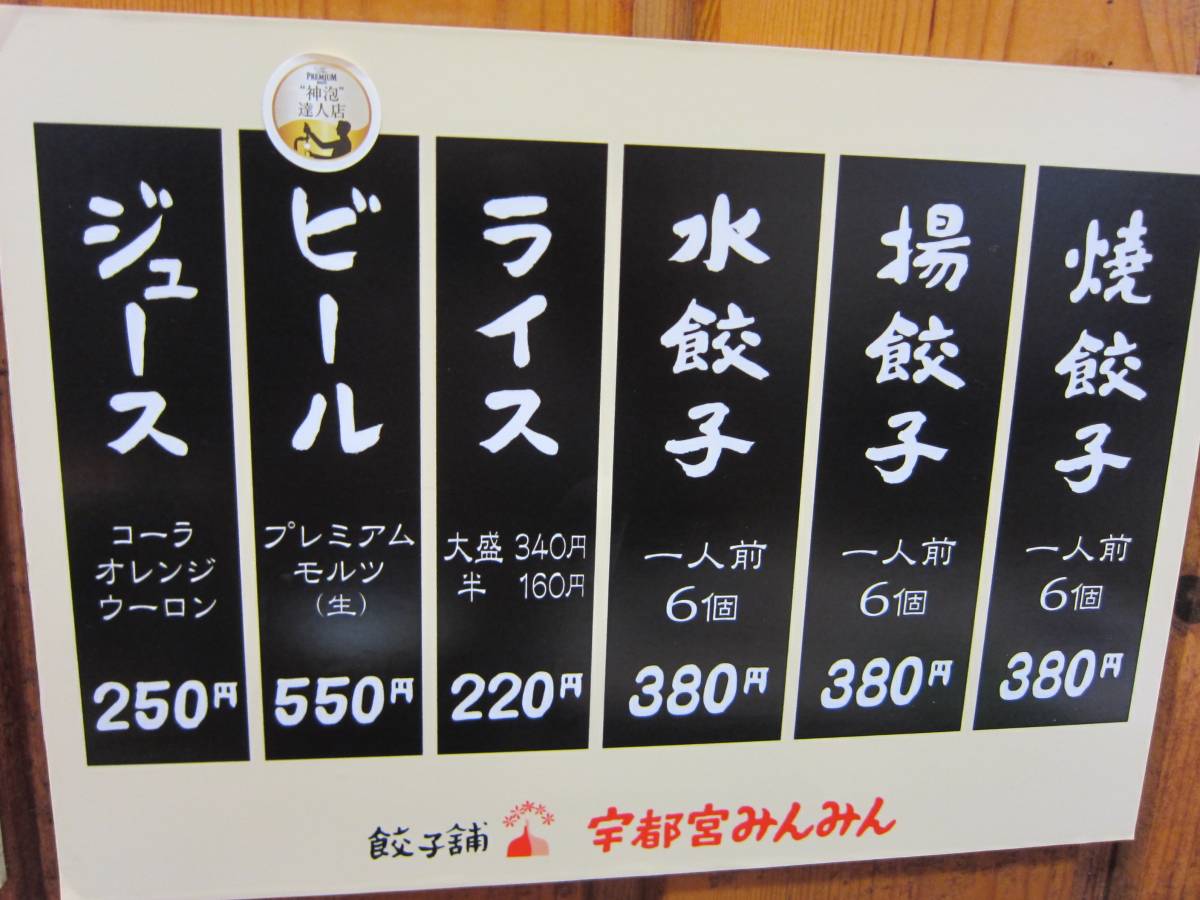 焼餃子
一人前
6個
380円
揚餃子
一人前
6個
380円
水餃子
一人前
6個
380円
ライス
大盛 340円
半 160円
220円
PREMIUM
"神泡"
達人店
ビール
プレミアム
モルツ
(生)
550円
ジュース
コーラ
オレンジ
ウーロン
250円
餃子舗 宇都宮みんみん